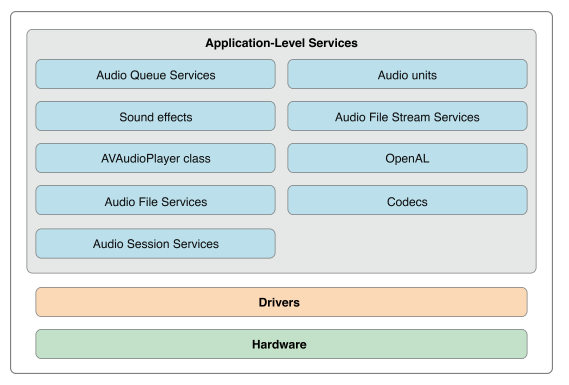 Application-Level Services
Audio Queue Services
Audio units
Sound effects
Audio File Stream Services
AVAudioPlayer class
OpenAL
Audio File Services
Codecs
Audio Session Services
Drivers
Hardware